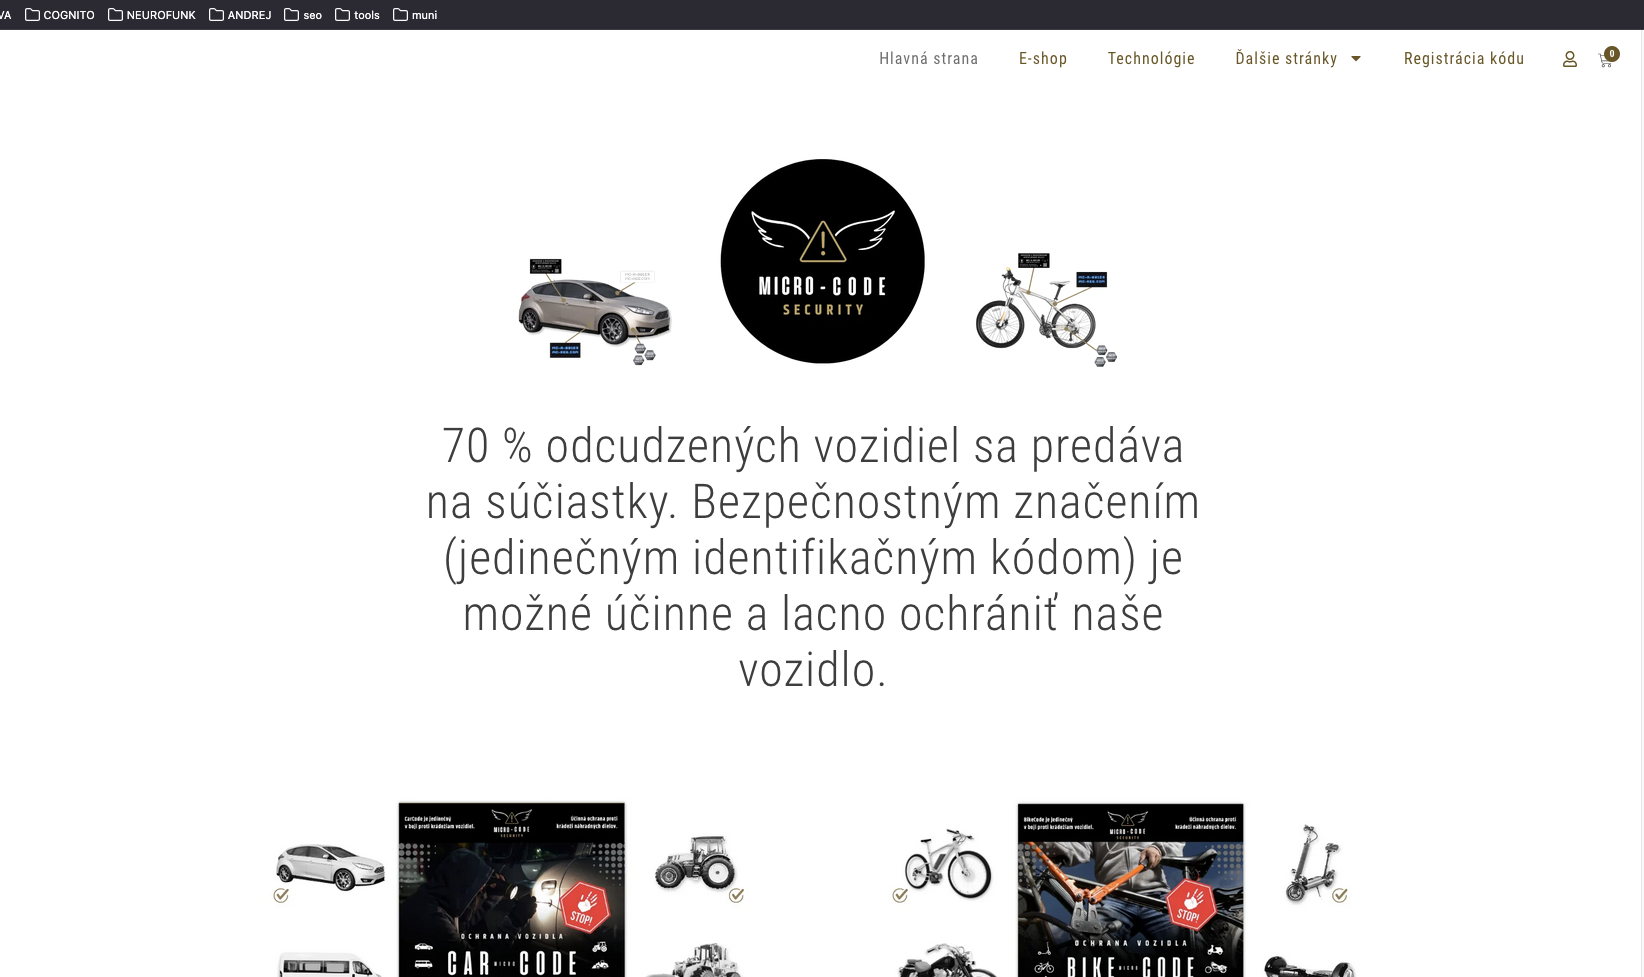 COGNITO NEUROFUNK ANDREJ seo tools muni
Hlavná strana E-shop Technológie Ďalšie stránky Registrácia kódu 0
MICRO-CODE
SECURITY
70 % odcudzených vozidiel sa predáva
na súčiastky. Bezpečnostným značením
(jedinečným identifikačným kódom) je
možné účinne a lacno ochrániť naše
vozidlo.
CarCode je jedinečný
v boji proti krádežiam vozidiel.
MICRO-CODE
SECURITY
Účinná ochrana proti
krádeži náhradných dielov.
STOP!
OCHRANA VOZIDLA
CAR MICRO CODE
BikeCode je jedinečný
v boji proti krádežiam vozidiel.
MICRO-CODE
SECURITY
Účinná ochrana proti
krádeži náhradných dielov.
STOP!
OCHRANA VOZIDLA
BIKE MICRO CODE